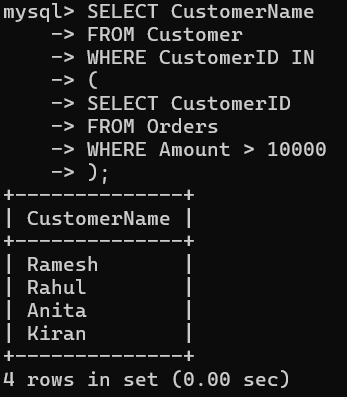 mysql> SELECT CustomerName
    -> FROM Customer
    -> WHERE CustomerID IN
    -> (
    -> SELECT CustomerID
    -> FROM Orders
    -> WHERE Amount > 10000
    -> );
+--------------+
| CustomerName |
+--------------+
| Ramesh       |
| Rahul        |
| Anita        |
| Kiran        |
+--------------+
4 rows in set (0.00 sec)